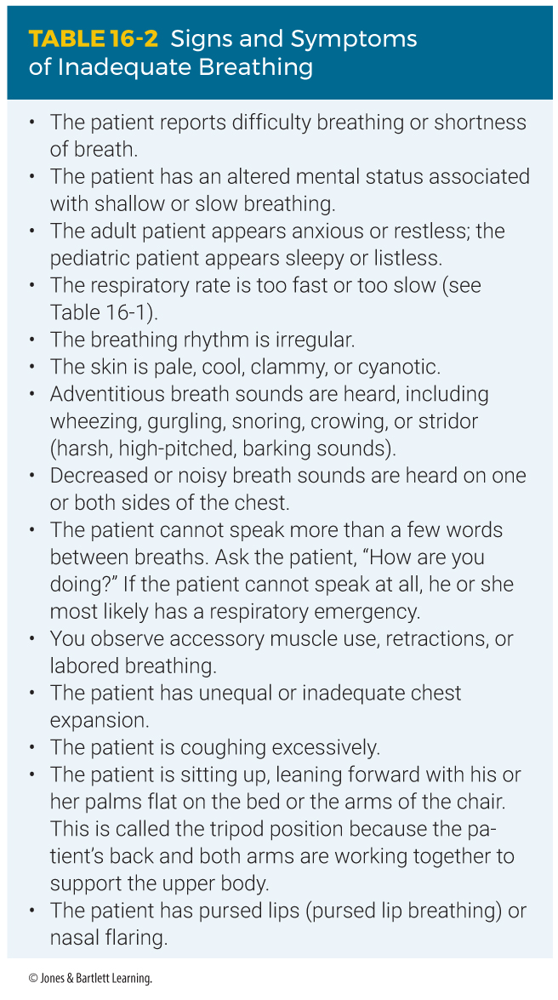 TABLE 16-2 Signs and Symptoms
of Inadequate Breathing
• The patient reports difficulty breathing or shortness
of breath.
• The patient has an altered mental status associated
with shallow or slow breathing.
• The adult patient appears anxious or restless; the
pediatric patient appears sleepy or listless.
• The respiratory rate is too fast or too slow (see
Table 16-1).
• The breathing rhythm is irregular.
• The skin is pale, cool, clammy, or cyanotic.
• Adventitious breath sounds are heard, including
wheezing, gurgling, snoring, crowing, or stridor
(harsh, high-pitched, barking sounds).
• Decreased or noisy breath sounds are heard on one
or both sides of the chest.
• The patient cannot speak more than a few words
between breaths. Ask the patient, “How are you
doing?” If the patient cannot speak at all, he or she
most likely has a respiratory emergency.
• You observe accessory muscle use, retractions, or
labored breathing.
• The patient has unequal or inadequate chest
expansion.
• The patient is coughing excessively.
• The patient is sitting up, leaning forward with his or
her palms flat on the bed or the arms of the chair.
This is called the tripod position because the pa-
tient’s back and both arms are working together to
support the upper body.
• The patient has pursed lips (pursed lip breathing) or
nasal flaring.
© Jones & Bartlett Learning.